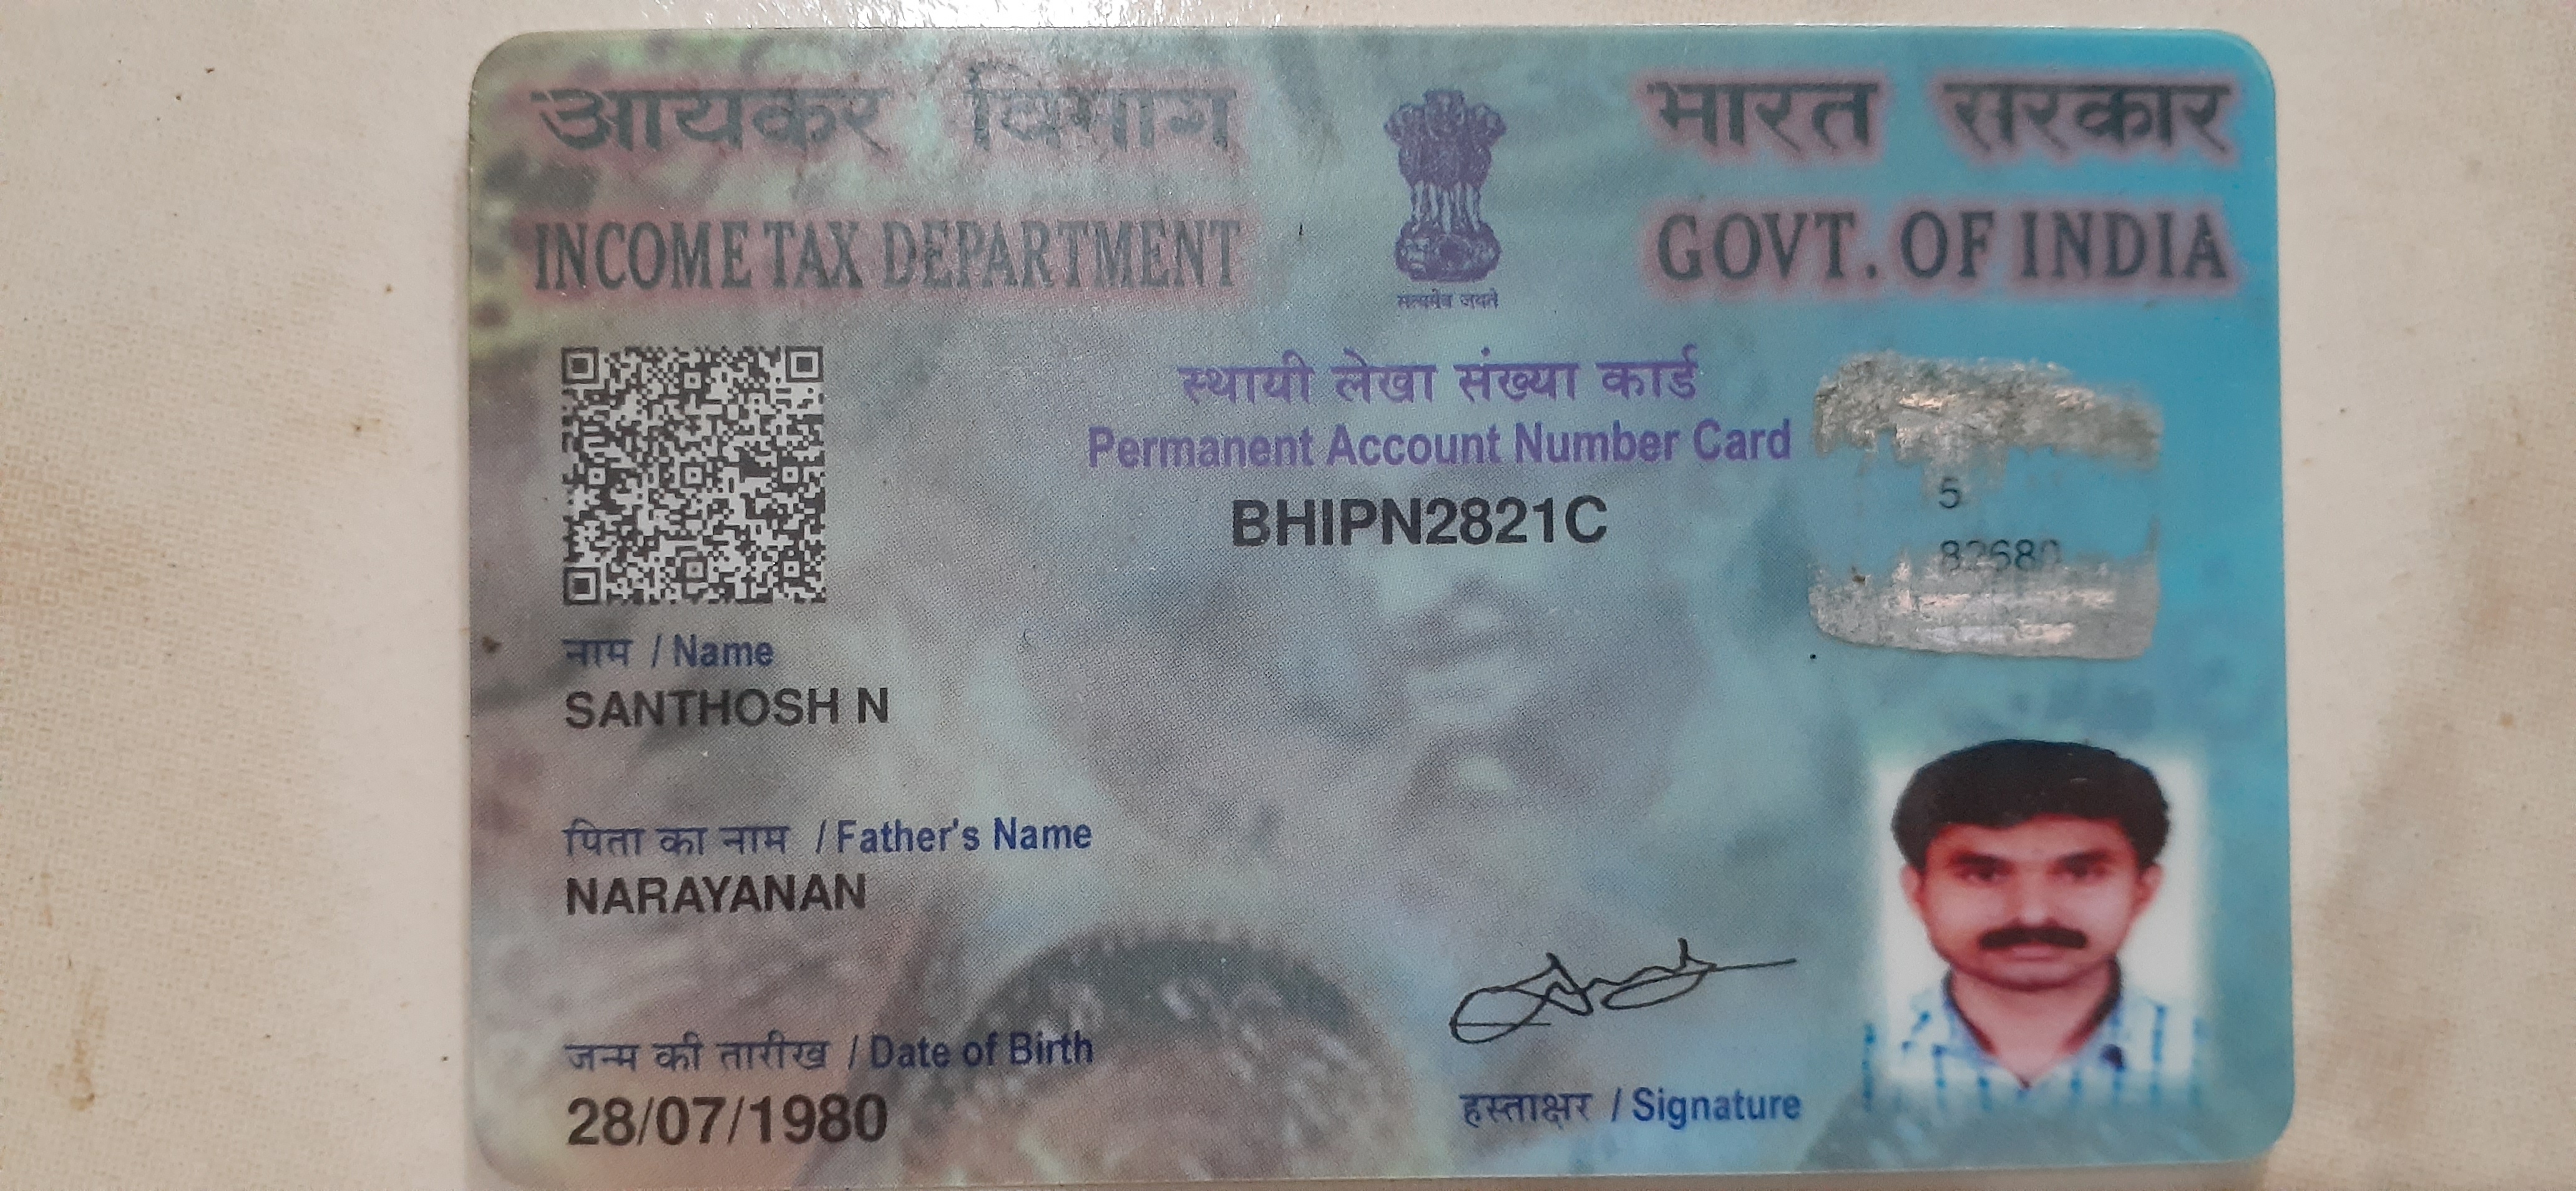 आयकर विभाग
INCOME TAX DEPARTMENT
भारत सरकार
GOVT. OF INDIA
सत्यमेव जयते
स्थायी लेखा संख्या कार्ड
Permanent Account Number Card
BHIPN2821C
नाम / Name
SANTHOSH N
पिता का नाम / Father's Name
NARAYANAN
जन्म की तारीख / Date of Birth
28/07/1980
हस्ताक्षर / Signature
5